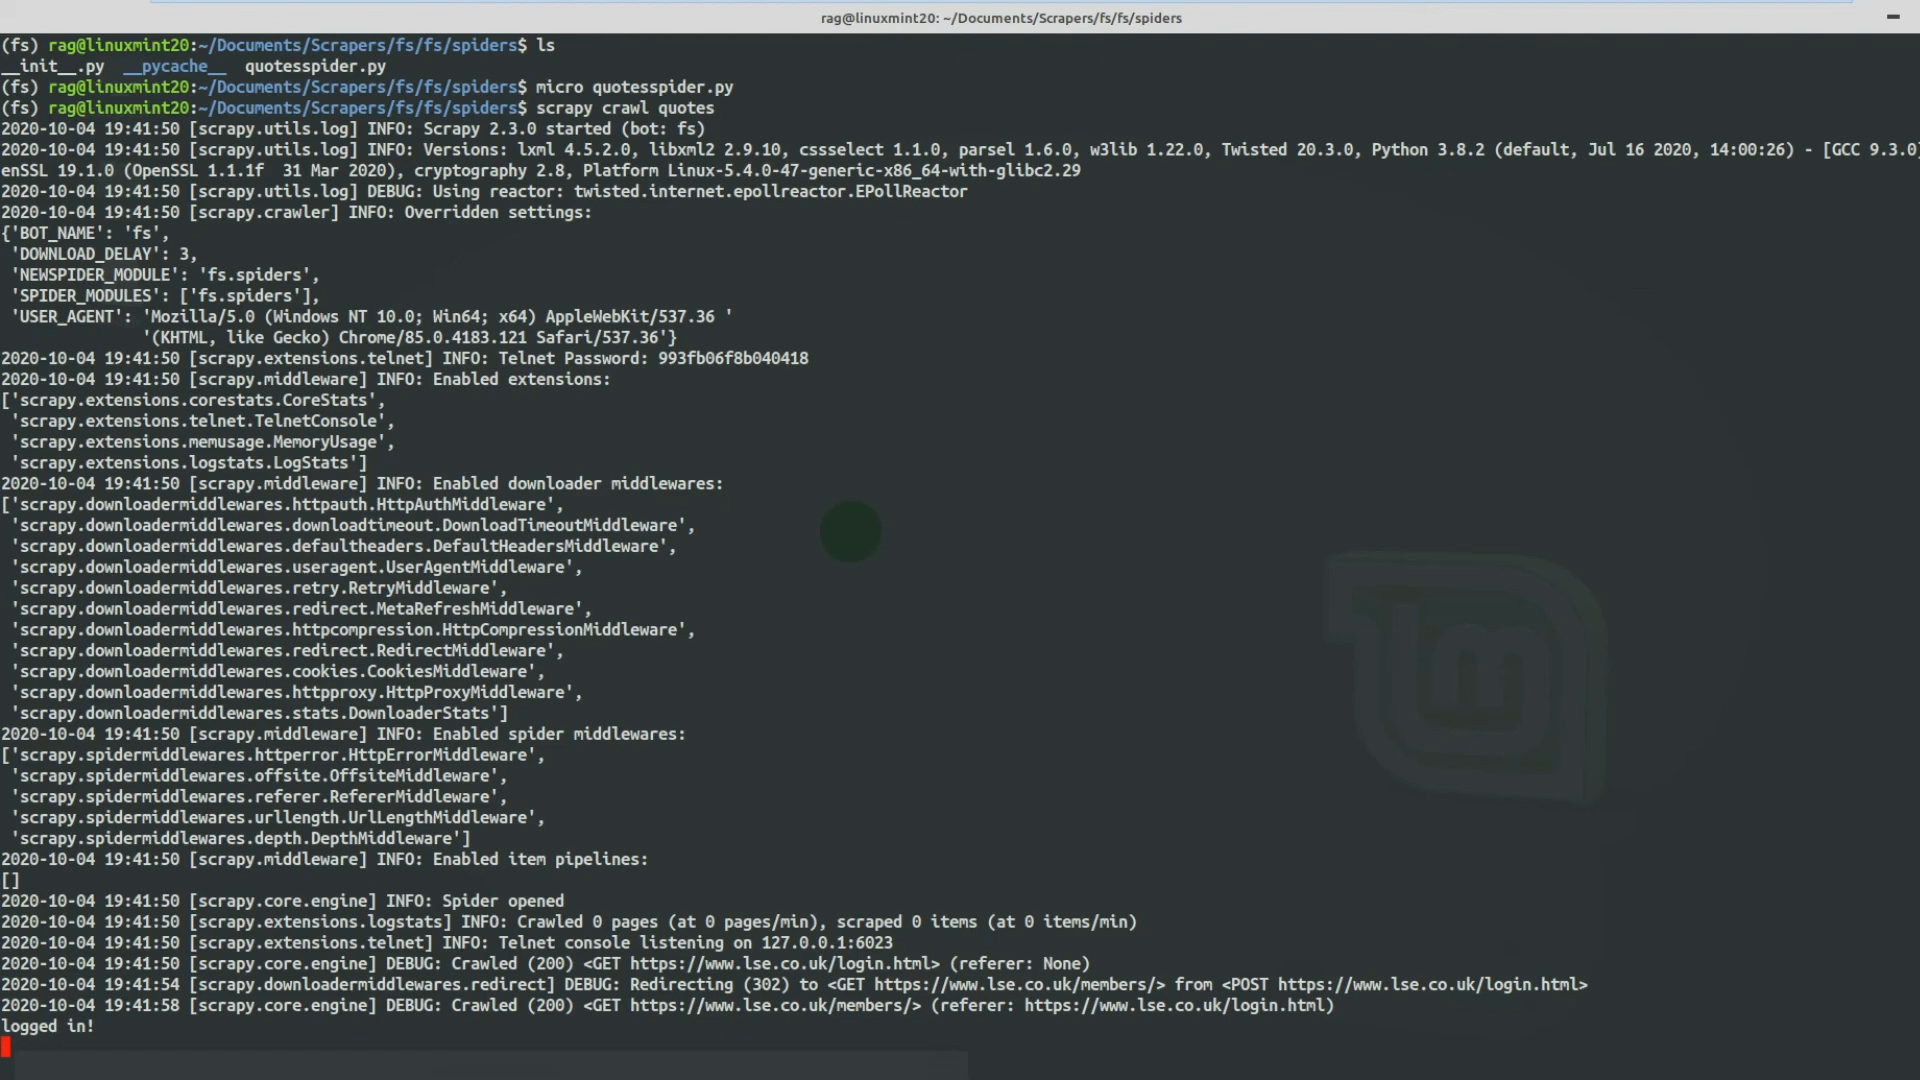 rag@linuxmint20: ~/Documents/Scrapers/fs/fs/spiders
(fs) rag@linuxmint20:~/Documents/Scrapers/fs/fs/spiders$ ls
__init__.py  __pycache__  quotesspider.py
(fs) rag@linuxmint20:~/Documents/Scrapers/fs/fs/spiders$ micro quotesspider.py
(fs) rag@linuxmint20:~/Documents/Scrapers/fs/fs/spiders$ scrapy crawl quotes
2020-10-04 19:41:50 [scrapy.utils.log] INFO: Scrapy 2.3.0 started (bot: fs)
2020-10-04 19:41:50 [scrapy.utils.log] INFO: Versions: lxml 4.5.2.0, libxml2 2.9.10, cssselect 1.1.0, parsel 1.6.0, w3lib 1.22.0, Twisted 20.3.0, Python 3.8.2 (default, Jul 16 2020, 14:00:26) - [GCC 9.3.0]
enSSL 19.1.0 (OpenSSL 1.1.1f  31 Mar 2020), cryptography 2.8, Platform Linux-5.4.0-47-generic-x86_64-with-glibc2.29
2020-10-04 19:41:50 [scrapy.utils.log] DEBUG: Using reactor: twisted.internet.epollreactor.EPollReactor
2020-10-04 19:41:50 [scrapy.crawler] INFO: Overridden settings:
{'BOT_NAME': 'fs',
 'DOWNLOAD_DELAY': 3,
 'NEWSPIDER_MODULE': 'fs.spiders',
 'SPIDER_MODULES': ['fs.spiders'],
 'USER_AGENT': 'Mozilla/5.0 (Windows NT 10.0; Win64; x64) AppleWebKit/537.36 '
               '(KHTML, like Gecko) Chrome/85.0.4183.121 Safari/537.36'}
2020-10-04 19:41:50 [scrapy.extensions.telnet] INFO: Telnet Password: 993fb06f8b040418
2020-10-04 19:41:50 [scrapy.middleware] INFO: Enabled extensions:
['scrapy.extensions.corestats.CoreStats',
 'scrapy.extensions.telnet.TelnetConsole',
 'scrapy.extensions.memusage.MemoryUsage',
 'scrapy.extensions.logstats.LogStats']
2020-10-04 19:41:50 [scrapy.middleware] INFO: Enabled downloader middlewares:
['scrapy.downloadermiddlewares.httpauth.HttpAuthMiddleware',
 'scrapy.downloadermiddlewares.downloadtimeout.DownloadTimeoutMiddleware',
 'scrapy.downloadermiddlewares.defaultheaders.DefaultHeadersMiddleware',
 'scrapy.downloadermiddlewares.useragent.UserAgentMiddleware',
 'scrapy.downloadermiddlewares.retry.RetryMiddleware',
 'scrapy.downloadermiddlewares.redirect.MetaRefreshMiddleware',
 'scrapy.downloadermiddlewares.httpcompression.HttpCompressionMiddleware',
 'scrapy.downloadermiddlewares.redirect.RedirectMiddleware',
 'scrapy.downloadermiddlewares.cookies.CookiesMiddleware',
 'scrapy.downloadermiddlewares.httpproxy.HttpProxyMiddleware',
 'scrapy.downloadermiddlewares.stats.DownloaderStats']
2020-10-04 19:41:50 [scrapy.middleware] INFO: Enabled spider middlewares:
['scrapy.spidermiddlewares.httperror.HttpErrorMiddleware',
 'scrapy.spidermiddlewares.offsite.OffsiteMiddleware',
 'scrapy.spidermiddlewares.referer.RefererMiddleware',
 'scrapy.spidermiddlewares.urllength.UrlLengthMiddleware',
 'scrapy.spidermiddlewares.depth.DepthMiddleware']
2020-10-04 19:41:50 [scrapy.middleware] INFO: Enabled item pipelines:
[]
2020-10-04 19:41:50 [scrapy.core.engine] INFO: Spider opened
2020-10-04 19:41:50 [scrapy.extensions.logstats] INFO: Crawled 0 pages (at 0 pages/min), scraped 0 items (at 0 items/min)
2020-10-04 19:41:50 [scrapy.extensions.telnet] INFO: Telnet console listening on 127.0.0.1:6023
2020-10-04 19:41:50 [scrapy.core.engine] DEBUG: Crawled (200) <GET https://www.lse.co.uk/login.html> (referer: None)
2020-10-04 19:41:54 [scrapy.downloadermiddlewares.redirect] DEBUG: Redirecting (302) to <GET https://www.lse.co.uk/members/> from <POST https://www.lse.co.uk/login.html>
2020-10-04 19:41:58 [scrapy.core.engine] DEBUG: Crawled (200) <GET https://www.lse.co.uk/members/> (referer: https://www.lse.co.uk/login.html)
logged in!